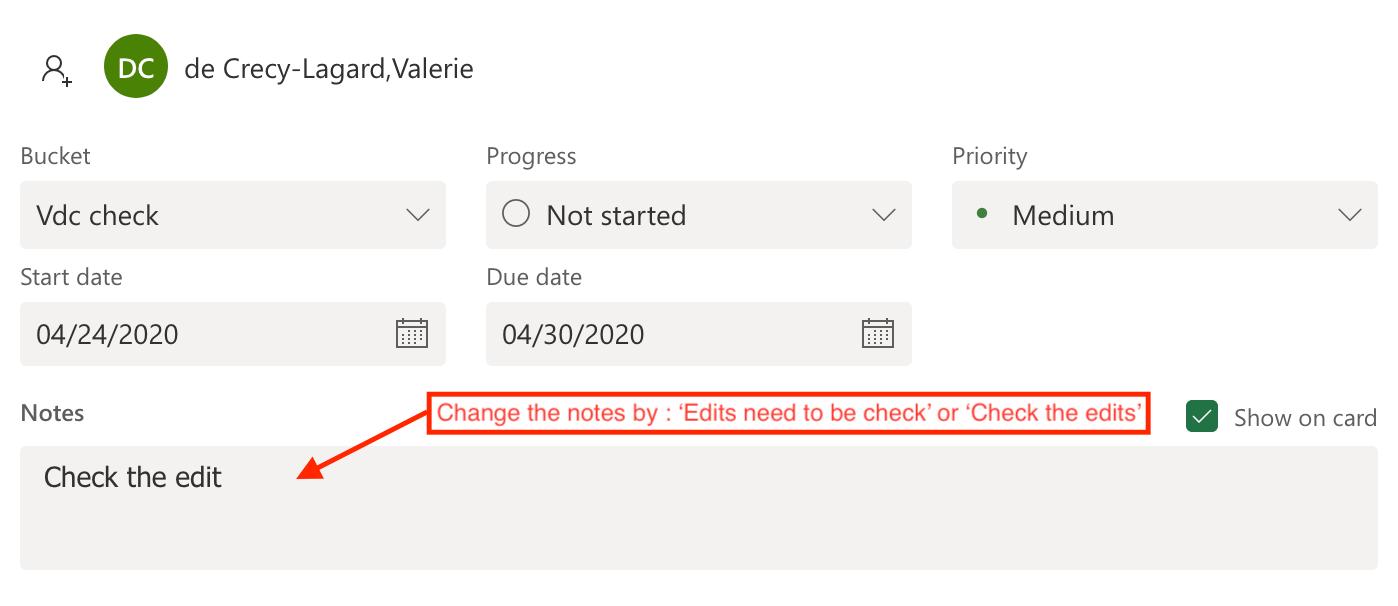 DC de Crecy-Lagard,Valerie
Bucket Progress Priority
Vdc check Not started Medium
Start date Due date
04/24/2020 04/30/2020
Notes Change the notes by : ‘Edits need to be check’ or ‘Check the edits’ Show on card
Check the edit